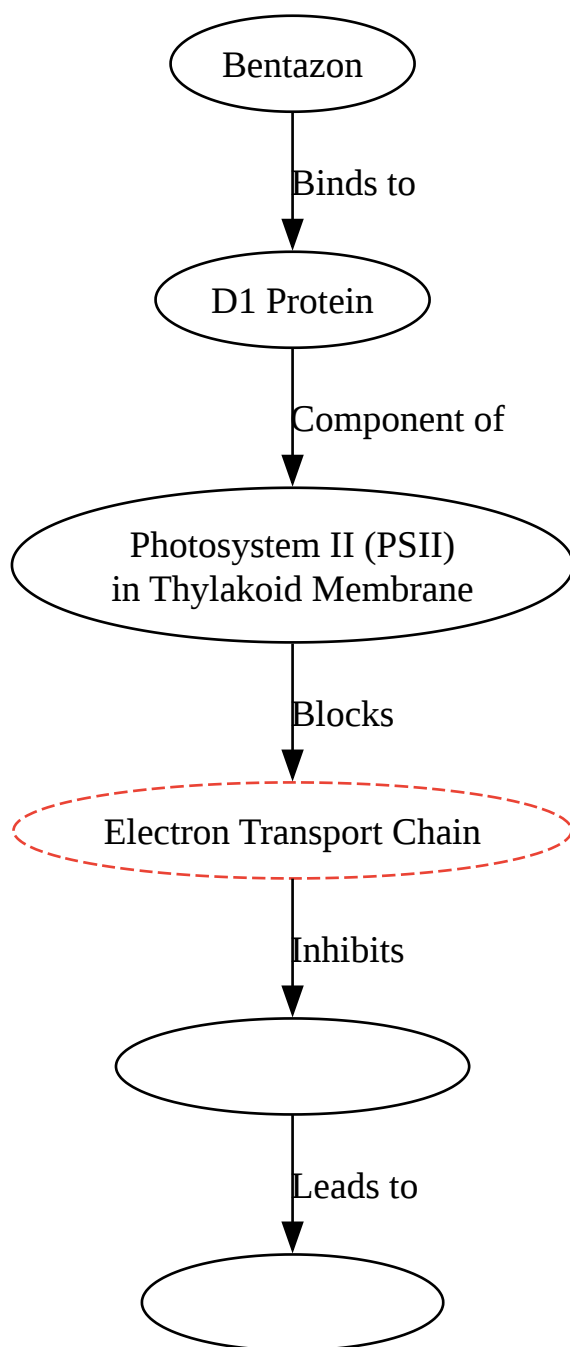 Bentazon
Binds to
D1 Protein
Component of
Photosystem II (PSII)
in Thylakoid Membrane
Blocks
Electron Transport Chain
Inhibits
Leads to